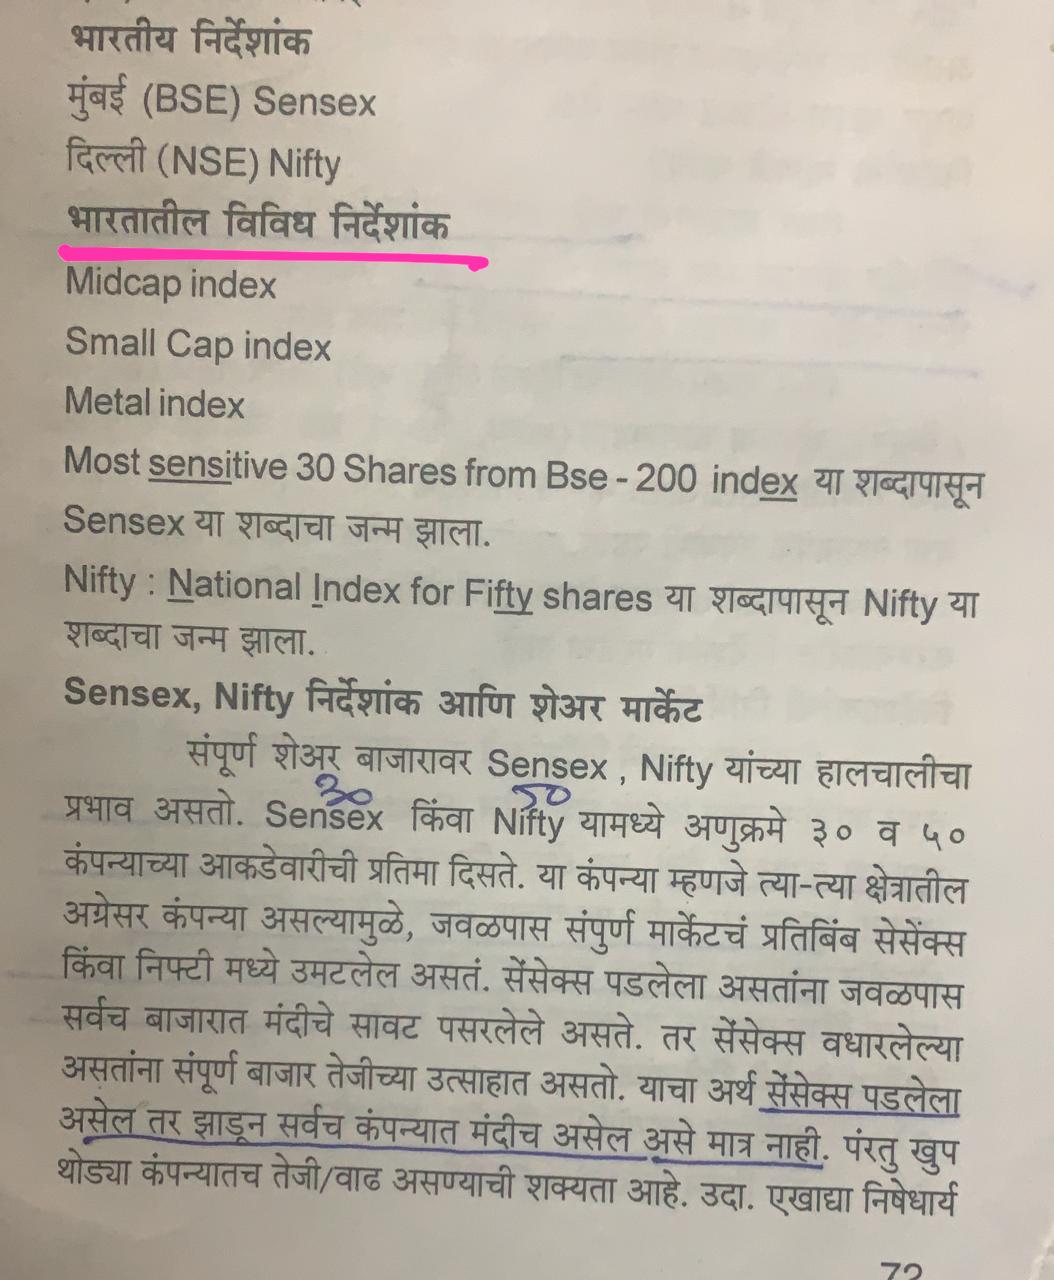 भारतीय निर्देशांक
मुंबई (BSE) Sensex
दिल्ली (NSE) Nifty
भारतातील विविध निर्देशांक
Midcap index
Small Cap index
Metal index
Most sensitive 30 Shares from Bse - 200 index या शब्दापासून
Sensex या शब्दाचा जन्म झाला.
Nifty : National Index for Fifty shares या शब्दापासून Nifty या
शब्दाचा जन्म झाला.
Sensex, Nifty निर्देशांक आणि शेअर मार्केट
संपूर्ण शेअर बाजारावर Sensex , Nifty यांच्या हालचालीचा
30 50
प्रभाव असतो. Sensex किंवा Nifty यामध्ये अणुक्रमे ३० व ५०
कंपन्याच्या आकडेवारीची प्रतिमा दिसते. या कंपन्या म्हणजे त्या-त्या क्षेत्रातील
अग्रेसर कंपन्या असल्यामुळे, जवळपास संपुर्ण मार्केटचं प्रतिबिंब सेसेंक्स
किंवा निफ्टी मध्ये उमटलेल असतं. सेंसेक्स पडलेला असतांना जवळपास
सर्वच बाजारात मंदीचे सावट पसरलेले असते. तर सेंसेक्स वधारलेल्या
असतांना संपूर्ण बाजार तेजीच्या उत्साहात असतो. याचा अर्थ सेंसेक्स पडलेला
असेल तर झाडून सर्वच कंपन्यात मंदीच असेल असे मात्र नाही. पंरतु खुप
थोड्या कंपन्यातच तेजी/वाढ असण्याची शक्यता आहे. उदा. एखाद्या निषेधार्य
72